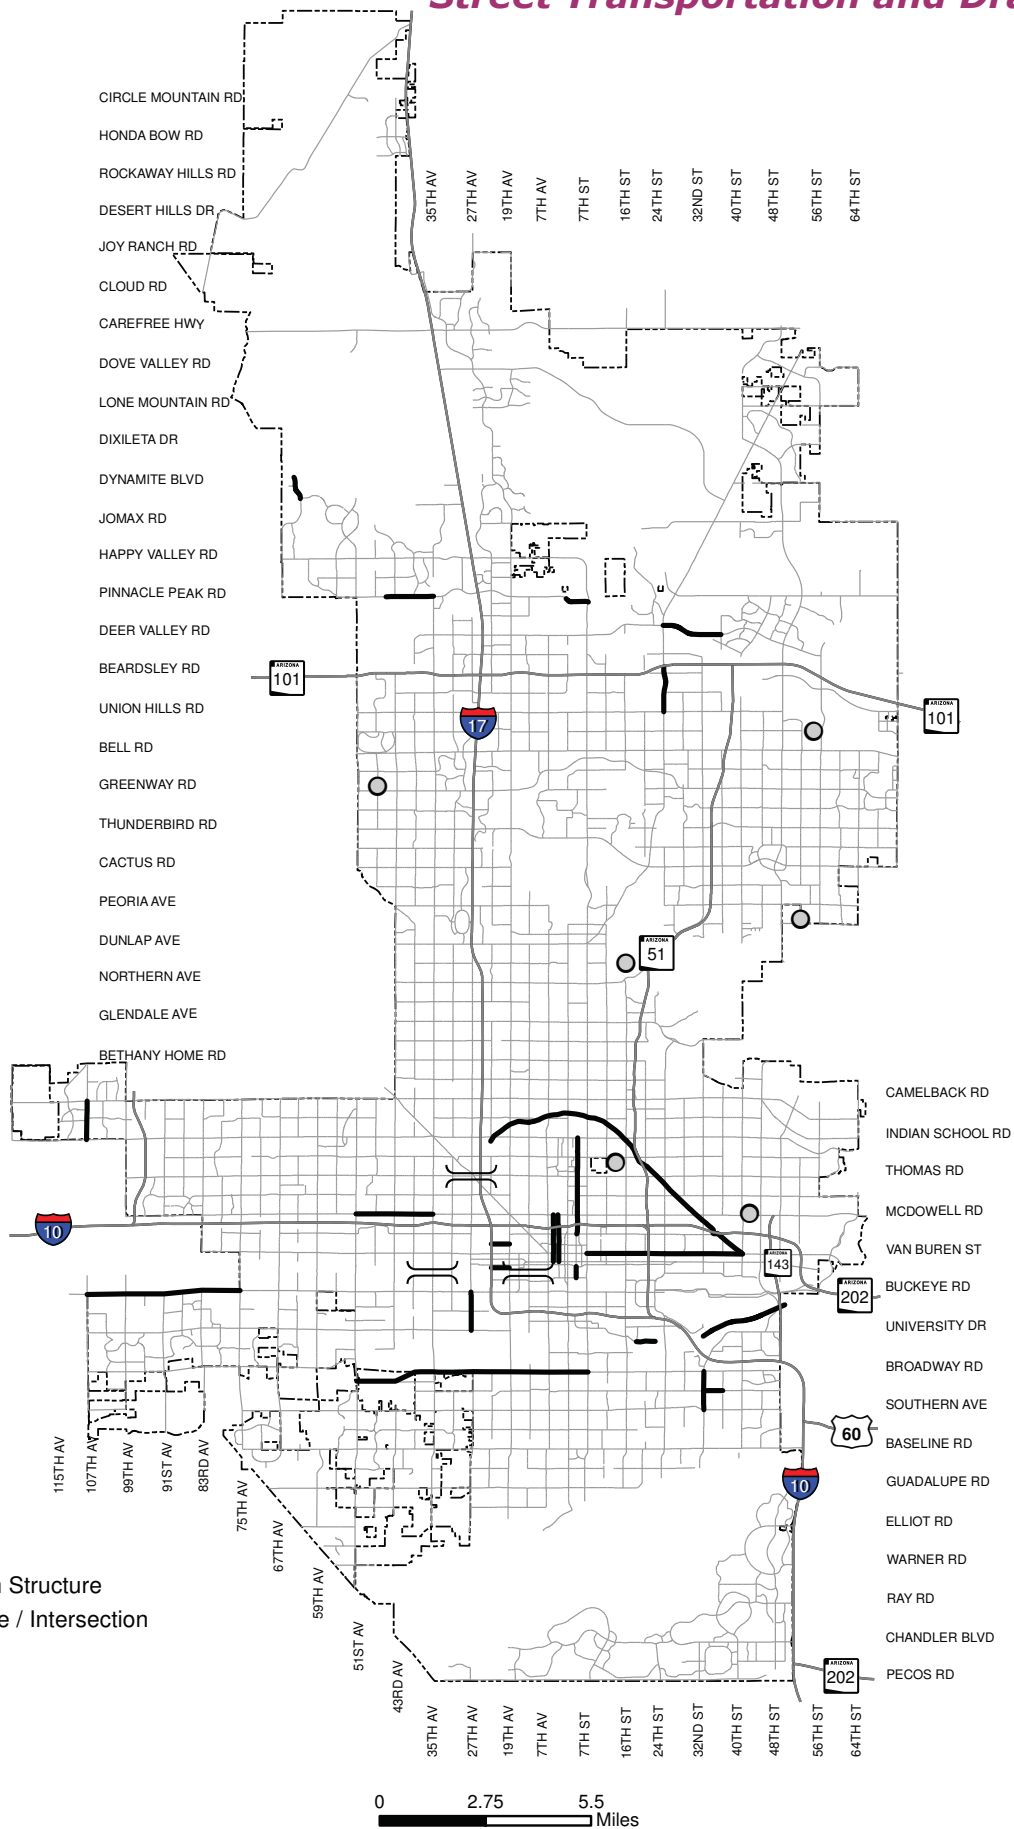 Street Transportation and
CIRCLE MOUNTAIN RD
HONDA BOW RD
ROCKAWAY HILLS RD
DESERT HILLS DR
JOY RANCH RD
CLOUD RD
CAREFREE HWY
DOVE VALLEY RD
LONE MOUNTAIN RD
DIXILETA DR
DYNAMITE BLVD
JOMAX RD
HAPPY VALLEY RD
PINNACLE PEAK RD
DEER VALLEY RD
BEARDSLEY RD
UNION HILLS RD
BELL RD
GREENWAY RD
THUNDERBIRD RD
CACTUS RD
PEORIA AVE
DUNLAP AVE
NORTHERN AVE
GLENDALE AVE
BETHANY HOME RD
35TH AV
27TH AV
19TH AV
7TH AV
7TH ST
16TH ST
24TH ST
32ND ST
40TH ST
48TH ST
56TH ST
64TH ST
ARIZONA
101
17
ARIZONA
101
ARIZONA
51
10
ARIZONA
143
ARIZONA
202
60
10
ARIZONA
202
CAMELBACK RD
INDIAN SCHOOL RD
THOMAS RD
MCDOWELL RD
VAN BUREN ST
BUCKEYE RD
UNIVERSITY DR
BROADWAY RD
SOUTHERN AVE
BASELINE RD
GUADALUPE RD
ELLIOT RD
WARNER RD
RAY RD
CHANDLER BLVD
PECOS RD
115TH AV
107TH AV
99TH AV
91ST AV
83RD AV
75TH AV
67TH AV
59TH AV
51ST AV
43RD AV
35TH AV
27TH AV
19TH AV
7TH AV
7TH ST
16TH ST
24TH ST
32ND ST
40TH ST
48TH ST
56TH ST
64TH ST
Structure
/ Intersection
0 2.75 5.5
Miles